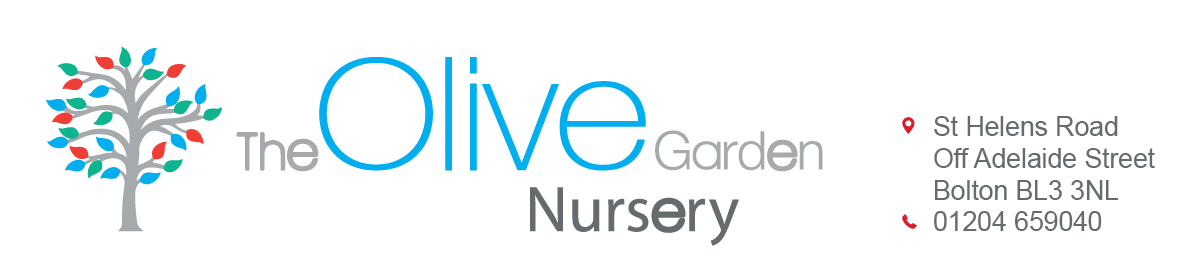 The Olive Garden
Nursery
St Helens Road
Off Adelaide Street
Bolton BL3 3NL
01204 659040